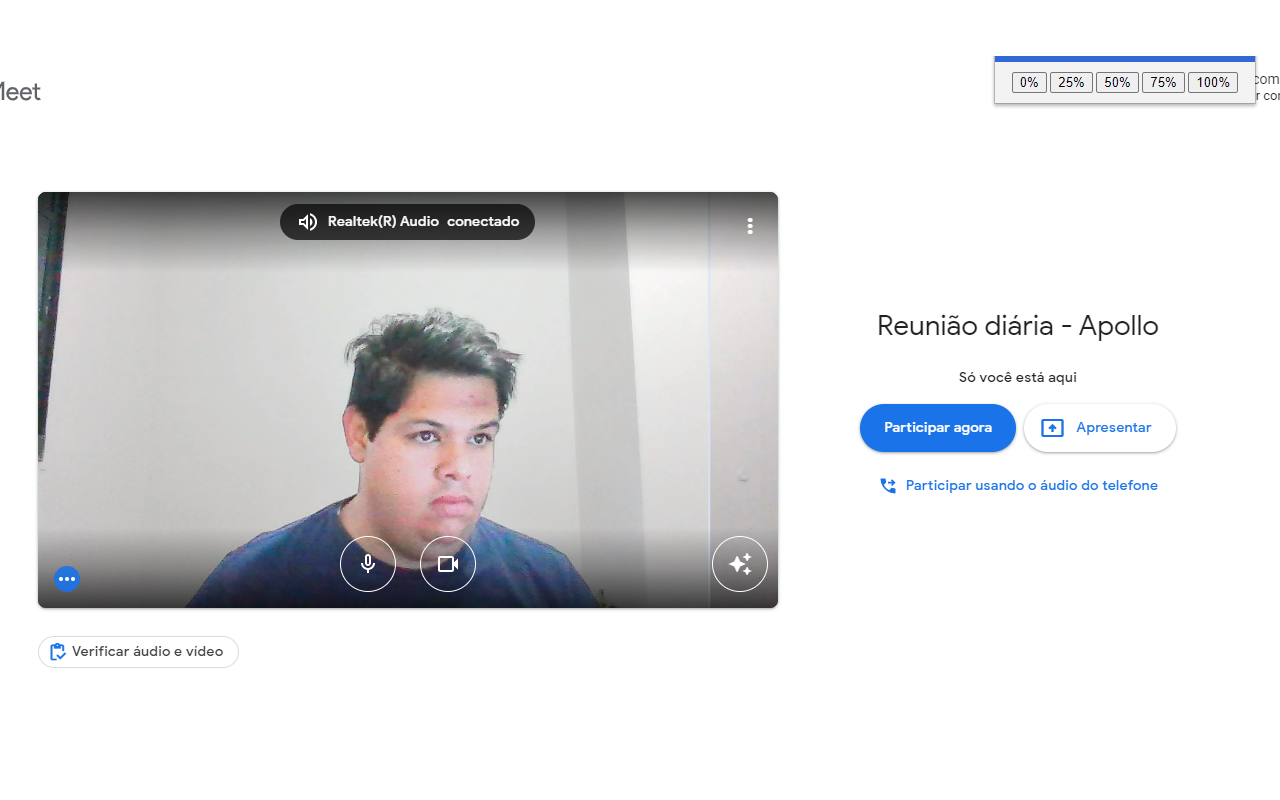 Meet
0% 25% 50% 75% 100%
com
r con
Realtek(R) Audio conectado
Reunião diária - Apollo
Só você está aqui
Participar agora
Apresentar
Participar usando o áudio do telefone
Verificar áudio e vídeo